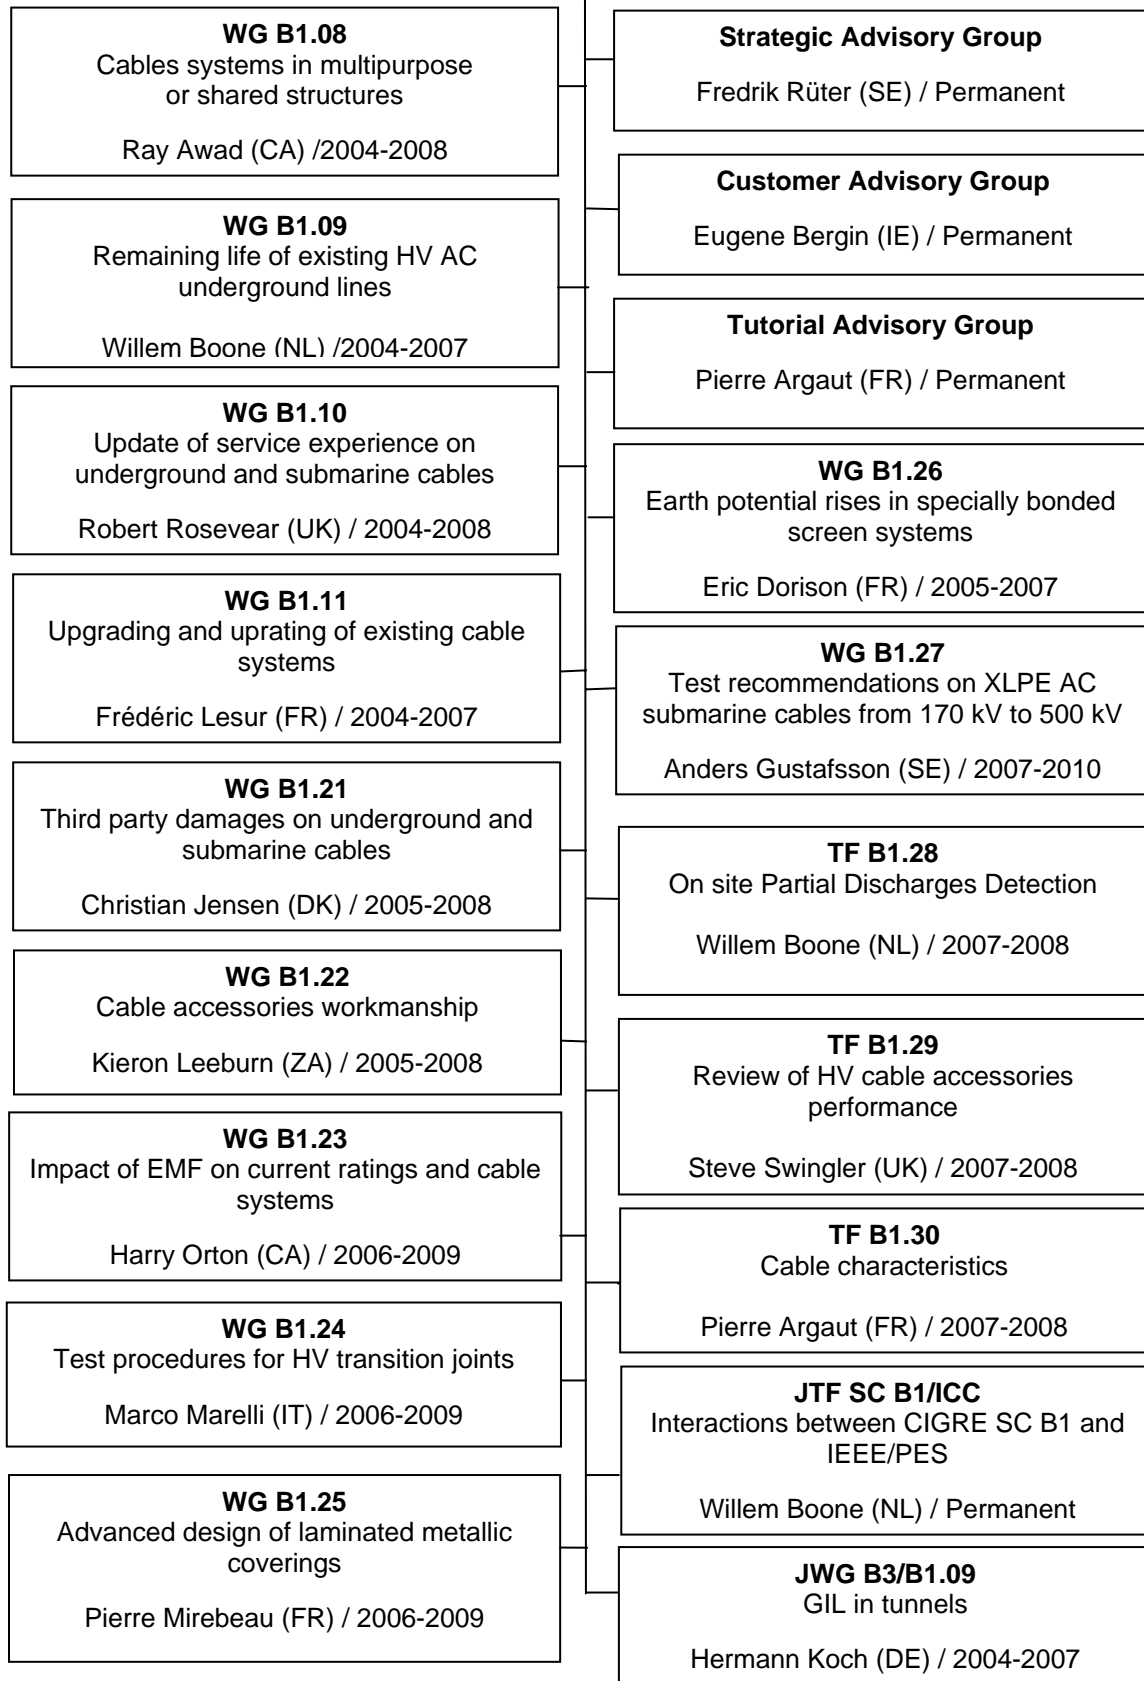 WG B1.08
Cables systems in multipurpose
or shared structures
Ray Awad (CA) /2004-2008
WG B1.09
Remaining life of existing HV AC
underground lines
Willem Boone (NL) /2004-2007
WG B1.10
Update of service experience on
underground and submarine cables
Robert Rosevear (UK) / 2004-2008
WG B1.11
Upgrading and uprating of existing cable
systems
Frédéric Lesur (FR) / 2004-2007
WG B1.21
Third party damages on underground and
submarine cables
Christian Jensen (DK) / 2005-2008
WG B1.22
Cable accessories workmanship
Kieron Leeburn (ZA) / 2005-2008
WG B1.23
Impact of EMF on current ratings and cable
systems
Harry Orton (CA) / 2006-2009
WG B1.24
Test procedures for HV transition joints
Marco Marelli (IT) / 2006-2009
WG B1.25
Advanced design of laminated metallic
coverings
Pierre Mirebeau (FR) / 2006-2009
Strategic Advisory Group
Fredrik Rüter (SE) / Permanent
Customer Advisory Group
Eugene Bergin (IE) / Permanent
Tutorial Advisory Group
Pierre Argaut (FR) / Permanent
WG B1.26
Earth potential rises in specially bonded
screen systems
Eric Dorison (FR) / 2005-2007
WG B1.27
Test recommendations on XLPE AC
submarine cables from 170 kV to 500 kV
Anders Gustafsson (SE) / 2007-2010
TF B1.28
On site Partial Discharges Detection
Willem Boone (NL) / 2007-2008
TF B1.29
Review of HV cable accessories
performance
Steve Swingler (UK) / 2007-2008
TF B1.30
Cable characteristics
Pierre Argaut (FR) / 2007-2008
JTF SC B1/ICC
Interactions between CIGRE SC B1 and
IEEE/PES
Willem Boone (NL) / Permanent
JWG B3/B1.09
GIL in tunnels
Hermann Koch (DE) / 2004-2007